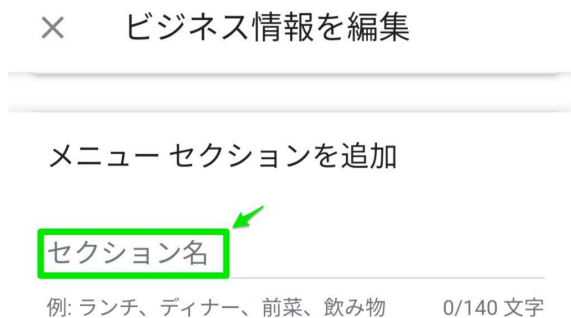 ビジネス情報を編集
メニュー セクションを追加
セクション名
例: ランチ、ディナー、前菜、飲み物 0/140 文字